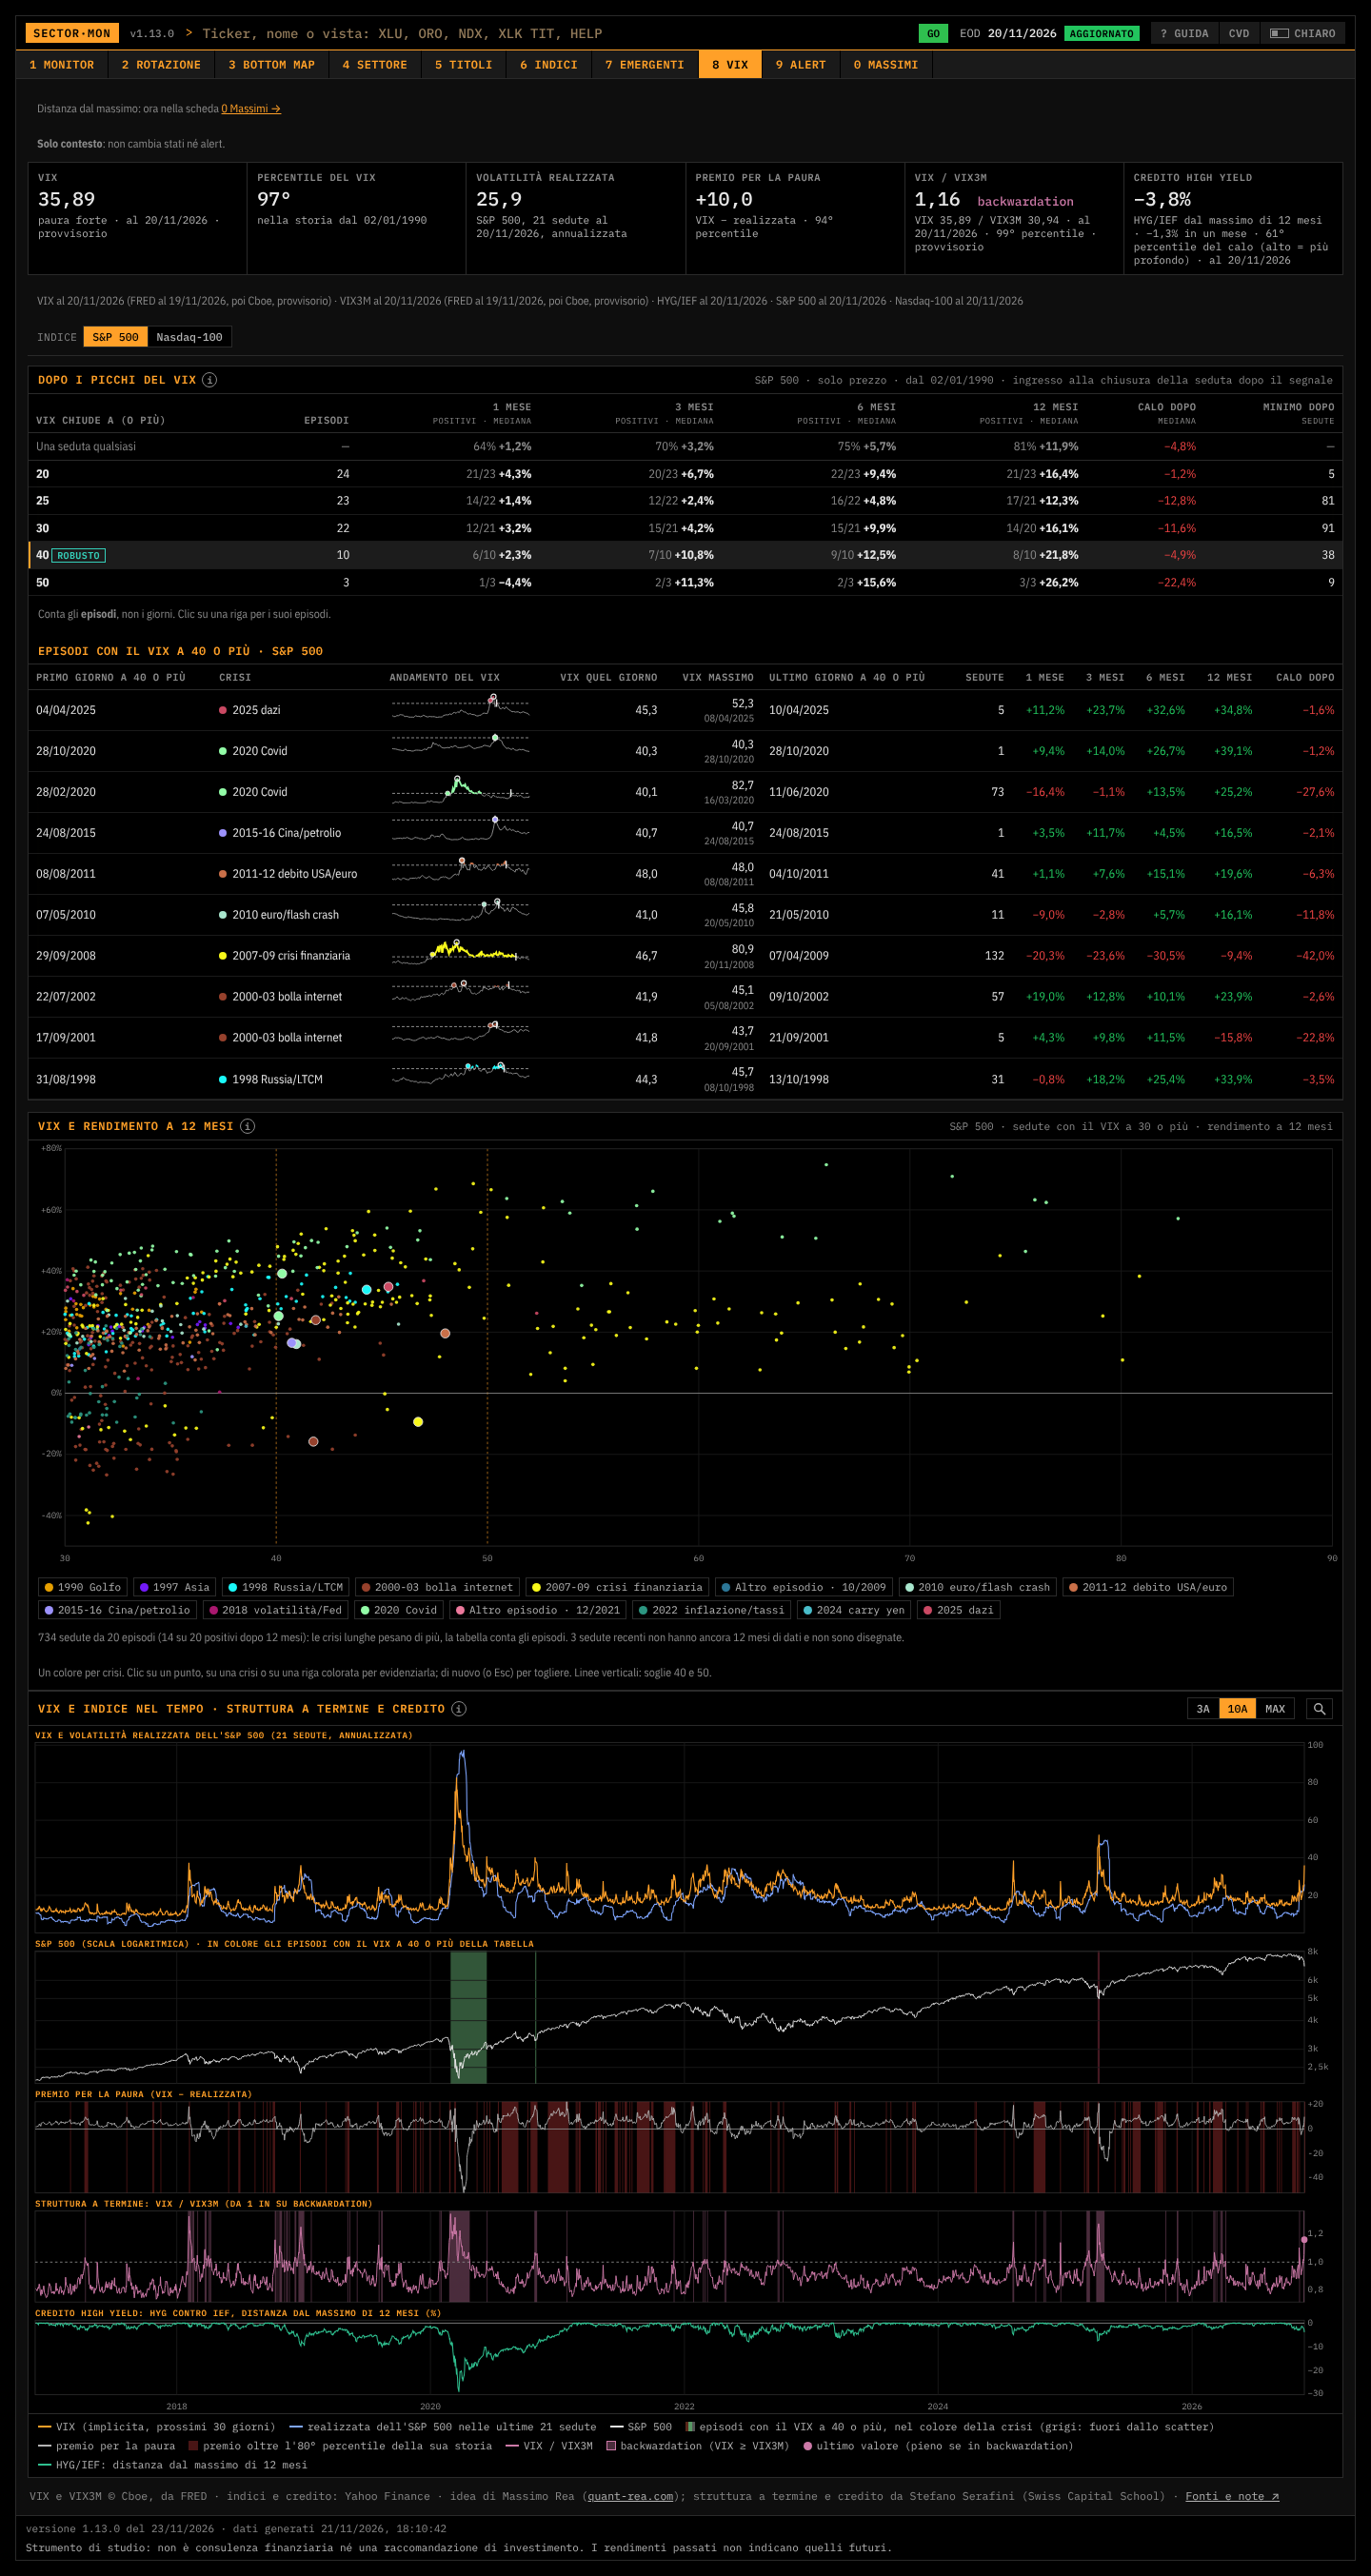 SECTOR·MON v1.13.0 > Ticker, nome o vista: XLU, ORO, NDX, XLK TIT, HELP GO EOD 20/11/2026 AGGIORNATO ? GUIDA CVD CHIARO
1 MONITOR 2 ROTAZIONE 3 BOTTOM MAP 4 SETTORE 5 TITOLI 6 INDICI 7 EMERGENTI 8 VIX 9 ALERT 0 MASSIMI
Distanza dal massimo: ora nella scheda 0 Massimi →
Solo contesto: non cambia stati né alert.
VIX
35,89
paura forte · al 20/11/2026 ·
provvisorio
PERCENTILE DEL VIX
97°
nella storia dal 02/01/1990
VOLATILITÀ REALIZZATA
25,9
S&P 500, 21 sedute al
20/11/2026, annualizzata
PREMIO PER LA PAURA
+10,0
VIX − realizzata · 94°
percentile
VIX / VIX3M
1,16 backwardation
VIX 35,89 / VIX3M 30,94 · al
20/11/2026 · 99° percentile ·
provvisorio
CREDITO HIGH YIELD
−3,8%
HYG/IEF dal massimo di 12 mesi
· −1,3% in un mese · 61°
percentile del calo (alto = più
profondo) · al 20/11/2026
VIX al 20/11/2026 (FRED al 19/11/2026, poi Cboe, provvisorio) · VIX3M al 20/11/2026 (FRED al 19/11/2026, poi Cboe, provvisorio) · HYG/IEF al 20/11/2026 · S&P 500 al 20/11/2026 · Nasdaq-100 al 20/11/2026
INDICE S&P 500 Nasdaq-100
DOPO I PICCHI DEL VIX i S&P 500 · solo prezzo · dal 02/01/1990 · ingresso alla chiusura della seduta dopo il segnale
VIX CHIUDE A (O PIÙ) EPISODI 1 MESE POSITIVI · MEDIANA 3 MESI POSITIVI · MEDIANA 6 MESI POSITIVI · MEDIANA 12 MESI POSITIVI · MEDIANA CALO DOPO MEDIANA MINIMO DOPO SEDUTE
Una seduta qualsiasi — 64% +1,2% 70% +3,2% 75% +5,7% 81% +11,9% −4,8% —
20 24 21/23 +4,3% 20/23 +6,7% 22/23 +9,4% 21/23 +16,4% −1,2% 5
25 23 14/22 +1,4% 12/22 +2,4% 16/22 +4,8% 17/21 +12,3% −12,8% 81
30 22 12/21 +3,2% 15/21 +4,2% 15/21 +9,9% 14/20 +16,1% −11,6% 91
40 ROBUSTO 10 6/10 +2,3% 7/10 +10,8% 9/10 +12,5% 8/10 +21,8% −4,9% 38
50 3 1/3 −4,4% 2/3 +11,3% 2/3 +15,6% 3/3 +26,2% −22,4% 9
Conta gli episodi, non i giorni. Clic su una riga per i suoi episodi.
EPISODI CON IL VIX A 40 O PIÙ · S&P 500
PRIMO GIORNO A 40 O PIÙ CRISI ANDAMENTO DEL VIX VIX QUEL GIORNO VIX MASSIMO ULTIMO GIORNO A 40 O PIÙ SEDUTE 1 MESE 3 MESI 6 MESI 12 MESI CALO DOPO
04/04/2025 2025 dazi 45,3 52,3 08/04/2025 10/04/2025 5 +11,2% +23,7% +32,6% +34,8% −1,6%
28/10/2020 2020 Covid 40,3 40,3 28/10/2020 28/10/2020 1 +9,4% +14,0% +26,7% +39,1% −1,2%
28/02/2020 2020 Covid 40,1 82,7 16/03/2020 11/06/2020 73 −16,4% −1,1% +13,5% +25,2% −27,6%
24/08/2015 2015-16 Cina/petrolio 40,7 40,7 24/08/2015 24/08/2015 1 +3,5% +11,7% +4,5% +16,5% −2,1%
08/08/2011 2011-12 debito USA/euro 48,0 48,0 08/08/2011 04/10/2011 41 +1,1% +7,6% +15,1% +19,6% −6,3%
07/05/2010 2010 euro/flash crash 41,0 45,8 20/05/2010 21/05/2010 11 −9,0% −2,8% +5,7% +16,1% −11,8%
29/09/2008 2007-09 crisi finanziaria 46,7 80,9 20/11/2008 07/04/2009 132 −20,3% −23,6% −30,5% −9,4% −42,0%
22/07/2002 2000-03 bolla internet 41,9 45,1 05/08/2002 09/10/2002 57 +19,0% +12,8% +10,1% +23,9% −2,6%
17/09/2001 2000-03 bolla internet 41,8 43,7 20/09/2001 21/09/2001 5 +4,3% +9,8% +11,5% −15,8% −22,8%
31/08/1998 1998 Russia/LTCM 44,3 45,7 08/10/1998 13/10/1998 31 −0,8% +18,2% +25,4% +33,9% −3,5%
VIX E RENDIMENTO A 12 MESI i S&P 500 · sedute con il VIX a 30 o più · rendimento a 12 mesi
+80%
+60%
+40%
+20%
0%
-20%
-40%
30 40 50 60 70 80 90
1990 Golfo 1997 Asia 1998 Russia/LTCM 2000-03 bolla internet 2007-09 crisi finanziaria Altro episodio · 10/2009 2010 euro/flash crash 2011-12 debito USA/euro
2015-16 Cina/petrolio 2018 volatilità/Fed 2020 Covid Altro episodio · 12/2021 2022 inflazione/tassi 2024 carry yen 2025 dazi
734 sedute da 20 episodi (14 su 20 positivi dopo 12 mesi): le crisi lunghe pesano di più, la tabella conta gli episodi. 3 sedute recenti non hanno ancora 12 mesi di dati e non sono disegnate.
Un colore per crisi. Clic su un punto, su una crisi o su una riga colorata per evidenziarla; di nuovo (o Esc) per togliere. Linee verticali: soglie 40 e 50.
VIX E INDICE NEL TEMPO · STRUTTURA A TERMINE E CREDITO i 3A 10A MAX
VIX E VOLATILITÀ REALIZZATA DELL'S&P 500 (21 SEDUTE, ANNUALIZZATA)
100
80
60
40
20
S&P 500 (SCALA LOGARITMICA) · IN COLORE GLI EPISODI CON IL VIX A 40 O PIÙ DELLA TABELLA
8k
6k
5k
4k
3k
2,5k
PREMIO PER LA PAURA (VIX − REALIZZATA)
+20
0
-20
-40
STRUTTURA A TERMINE: VIX / VIX3M (DA 1 IN SU BACKWARDATION)
1,2
1,0
0,8
CREDITO HIGH YIELD: HYG CONTRO IEF, DISTANZA DAL MASSIMO DI 12 MESI (%)
0
-10
-20
-30
2018 2020 2022 2024 2026
VIX (implicita, prossimi 30 giorni) realizzata dell'S&P 500 nelle ultime 21 sedute S&P 500 episodi con il VIX a 40 o più, nel colore della crisi (grigi: fuori dallo scatter)
premio per la paura premio oltre l'80° percentile della sua storia VIX / VIX3M backwardation (VIX ≥ VIX3M) ultimo valore (pieno se in backwardation)
HYG/IEF: distanza dal massimo di 12 mesi
VIX e VIX3M © Cboe, da FRED · indici e credito: Yahoo Finance · idea di Massimo Rea (quant-rea.com); struttura a termine e credito da Stefano Serafini (Swiss Capital School) · Fonti e note ↗
versione 1.13.0 del 23/11/2026 · dati generati 21/11/2026, 18:10:42
Strumento di studio: non è consulenza finanziaria né una raccomandazione di investimento. I rendimenti passati non indicano quelli futuri.